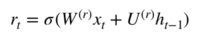 r_t = σ(W^{(r)}x_t + U^{(r)}h_{t−1})